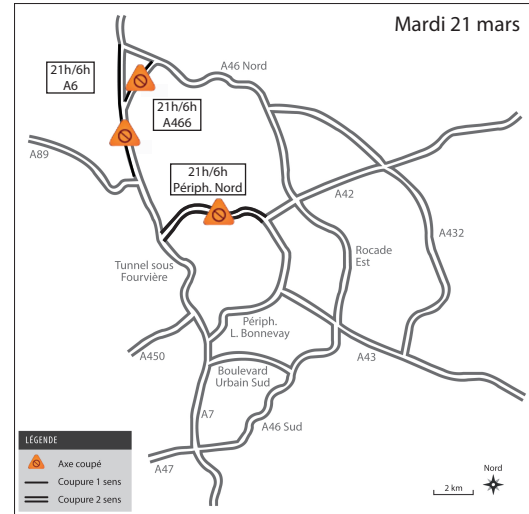 Mardi 21 mars
21h/6h
A6
A46 Nord
21h/6h
A466
A89
21h/6h
Périph. Nord
A42
A432
Rocade
Est
Tunnel sous
Fourvière
Périph.
L. Bonnevay
A450
A43
Boulevard
Urbain Sud
A7
A46 Sud
A47
LÉGENDE
Axe coupé
Coupure 1 sens
Coupure 2 sens
Nord
2 km